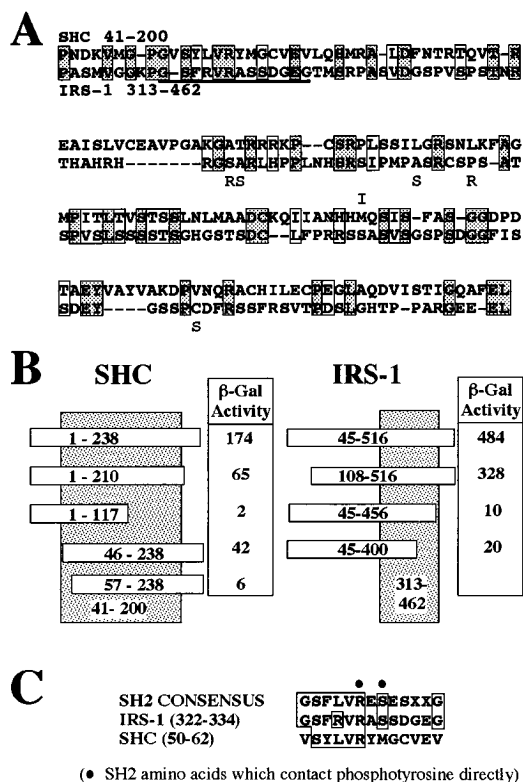 A
SHC 41-200
PNDKVMG-PGVSYLVRYMGCVEVLQHMRA-LDFNTRTQVT-R
PASMVGGKPG-SFRVRASSDGEGTMSRPASVDGSPVSPSTNR
IRS-1 313-462
EAISLVCEAVPGAKGATRRRKP--CSRPLSSILGRSNLKFAG
THAHRH------RGSARLHPPLNHSRSIPMPASRCSPS-AT
RS S R
I
MPITLTVSTSSLNLMAADCKQIIANHHMQSIS-FAS-GGDPD
SPVSLSSSSTSGHGSTSDC-LFPRRSSASVSGSPSDGGFIS
TAEYVAYVAKDPVNQRACHILECPEGLAQDVISTIGQAFEL
SDEY----GSSPCDFRSSFRSVTPDSLGHTP-PARGEE-EL
S
B
SHC
β-Gal
Activity
IRS-1
β-Gal
Activity
1 - 238
174
45-516
484
1 - 210
65
108-516
328
1 - 117
2
45-456
10
46 - 238
42
45-400
20
57 - 238
6
41- 200
313-
462
C
SH2 CONSENSUS GSFLVRESESXXG
IRS-1 (322-334) GSFRVRASSDGEG
SHC (50-62) VSYLVRYMGCVEV
(● SH2 amino acids which contact phosphotyrosine directly)